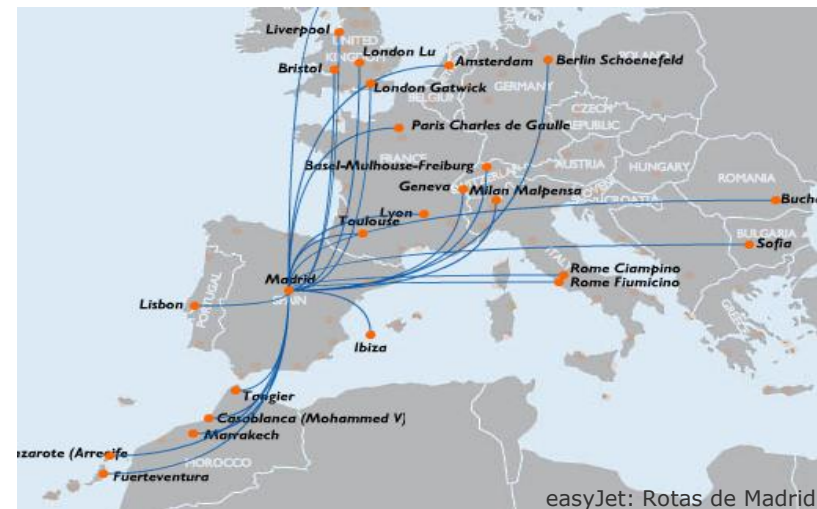 Liverpool
UNITED
KINGDOM
London Lu
Bristol
Amsterdam
Berlin Schoenefeld
POLAND
London Gatwick
BELGIUM
GERMANY
Paris Charles de Gaulle
CZECH
REPUBLIC
FRANCE
Basel-Mulhouse-Freiburg
AUSTRIA
HUNGARY
Geneva
Milan Malpensa
ROMANIA
CROATIA
Buch
Lyon
Toulouse
BULGARIA
Sofia
ITALY
Madrid
SPAIN
Rome Ciampino
Rome Fiumicino
PORTUGAL
Lisbon
GREECE
Ibiza
Tangier
Casablanca (Mohammed V)
Marrakech
nzarote (Arrecife
MOROCCO
Fuerteventura
easyJet: Rotas de Madrid